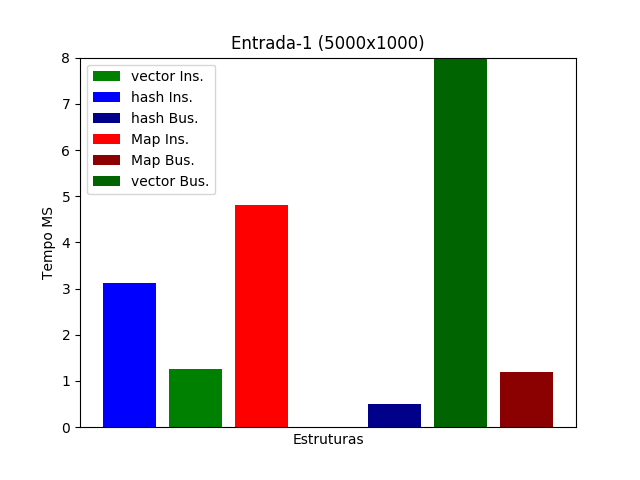 Entrada-1 (5000x1000)
vector Ins.
hash Ins.
hash Bus.
Map Ins.
Map Bus.
vector Bus.
8
7
6
5
4
3
2
1
0
Tempo MS
Estruturas